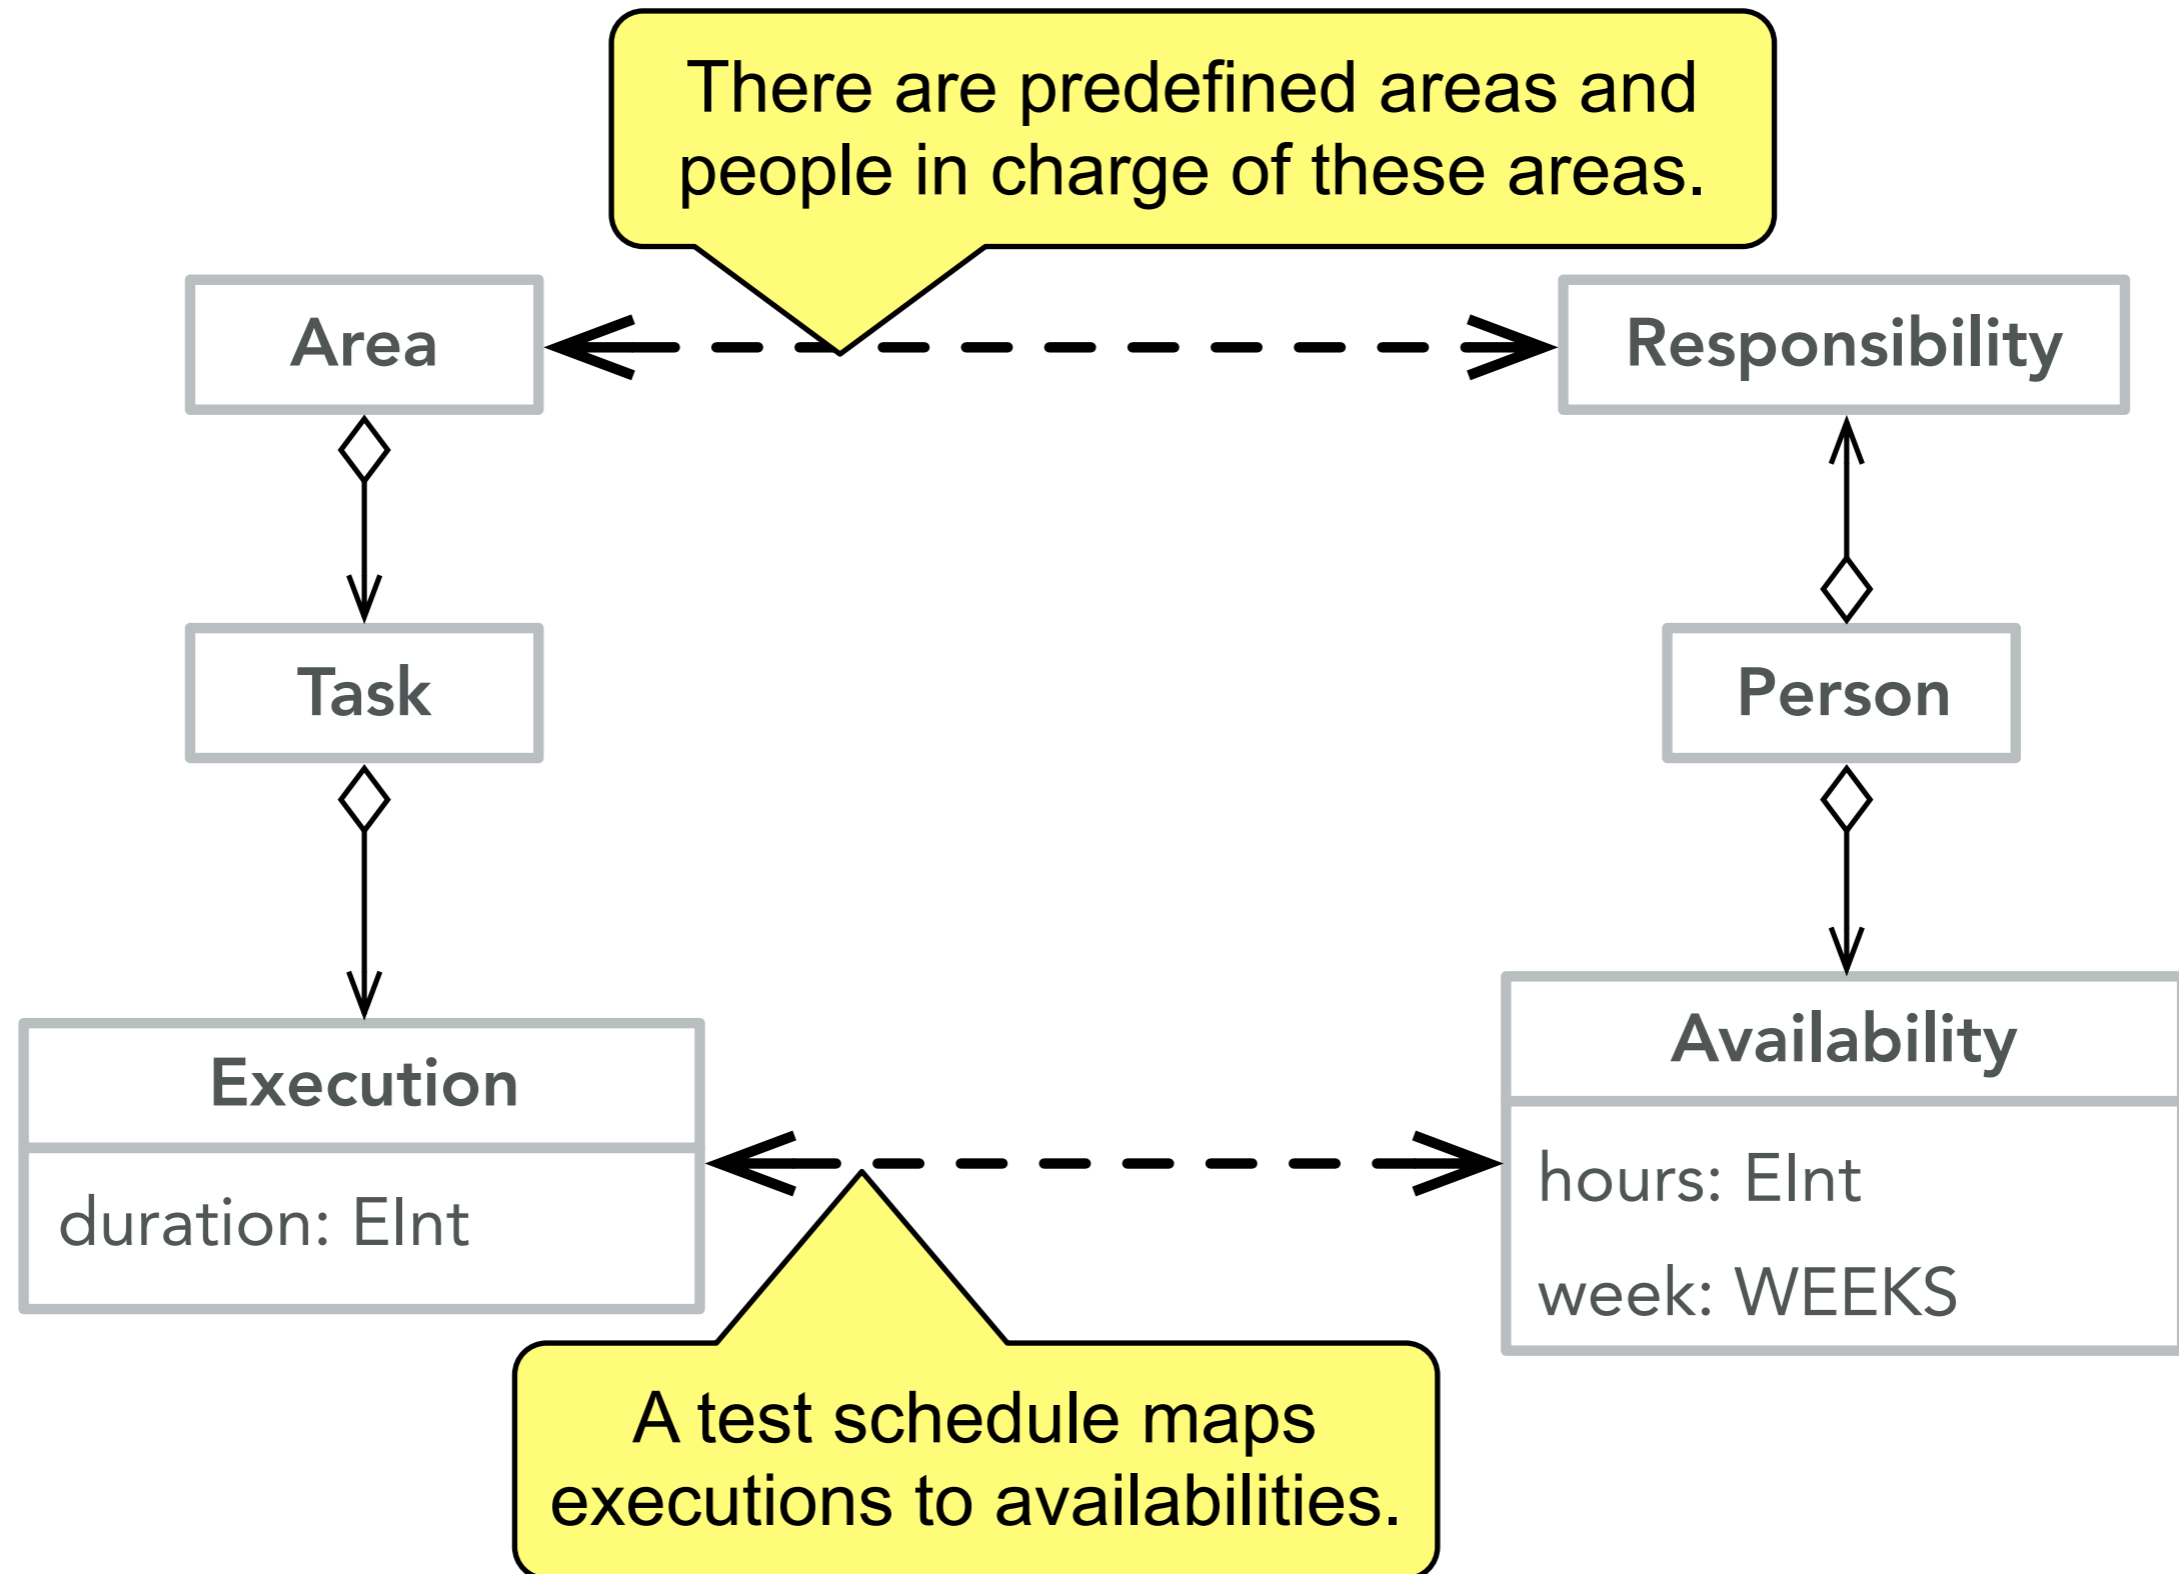 There are predefined areas and
people in charge of these areas.
Area
Responsibility
Task
Person
Execution
duration: EInt
Availability
hours: EInt
week: WEEKS
A test schedule maps
executions to availabilities.